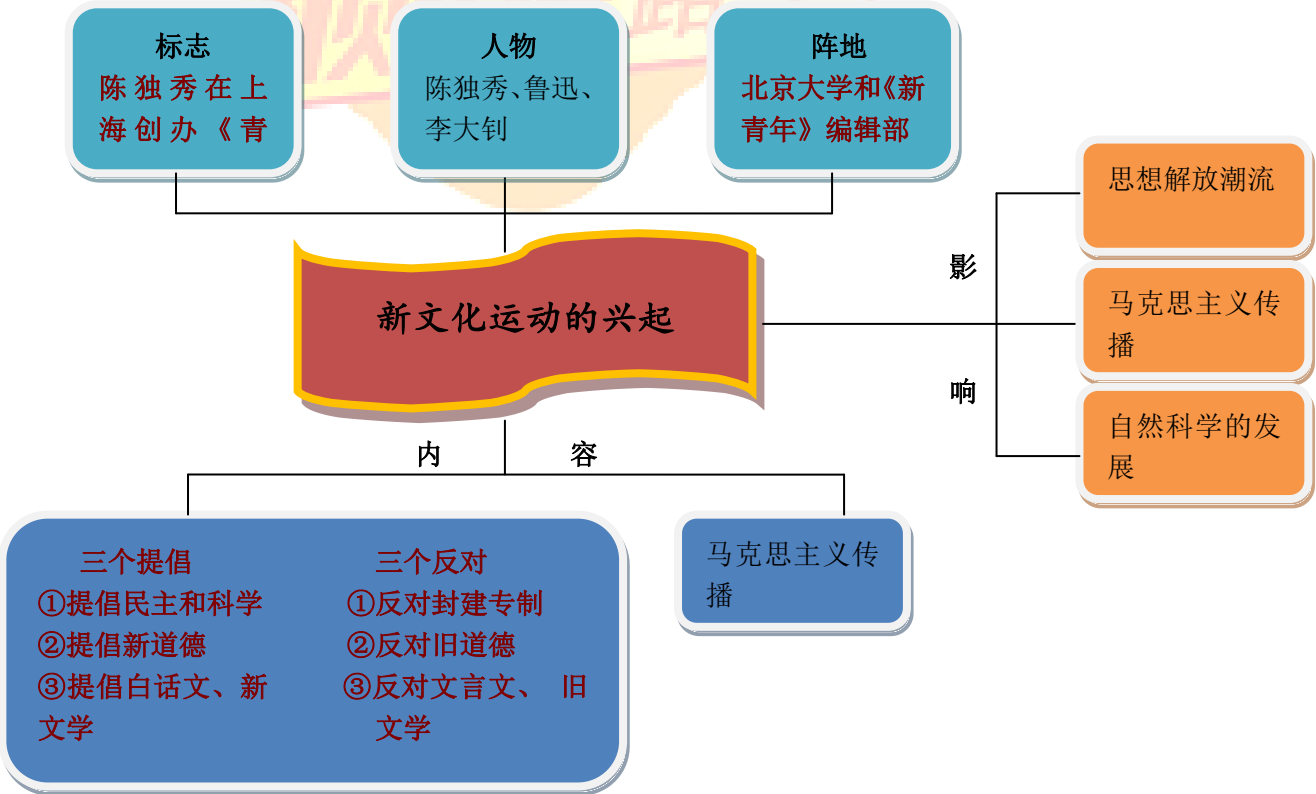 标志
陈独秀在上
海创办《青
人物
陈独秀、鲁迅、
李大钊
阵地
北京大学和《新
青年》编辑部
新文化运动的兴起
影
响
思想解放潮流
马克思主义传
播
自然科学的发
展
内 容
三个提倡
①提倡民主和科学
②提倡新道德
③提倡白话文、新
文学
三个反对
①反对封建专制
②反对旧道德
③反对文言文、 旧
文学
马克思主义传
播